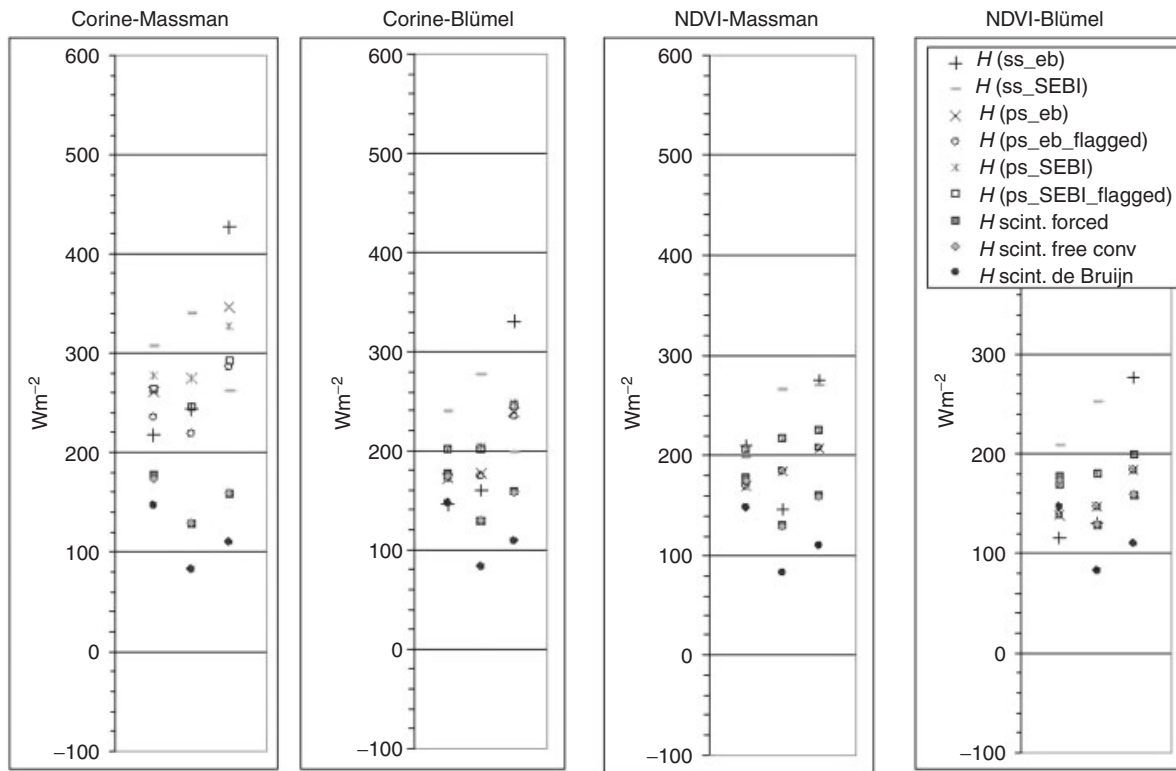 Corine-Massman
Corine-Blümel
NDVI-Massman
NDVI-Blümel
600
500
400
300
200
100
0
−100
Wm−2
600
500
400
300
200
100
0
−100
Wm−2
600
500
400
300
200
100
0
−100
Wm−2
H (ss_eb)
H (ss_SEBI)
H (ps_eb)
H (ps_eb_flagged)
H (ps_SEBI)
H (ps_SEBI_flagged)
H scint. forced
H scint. free conv
H scint. de Bruijn
300
200
100
0
−100
Wm−2